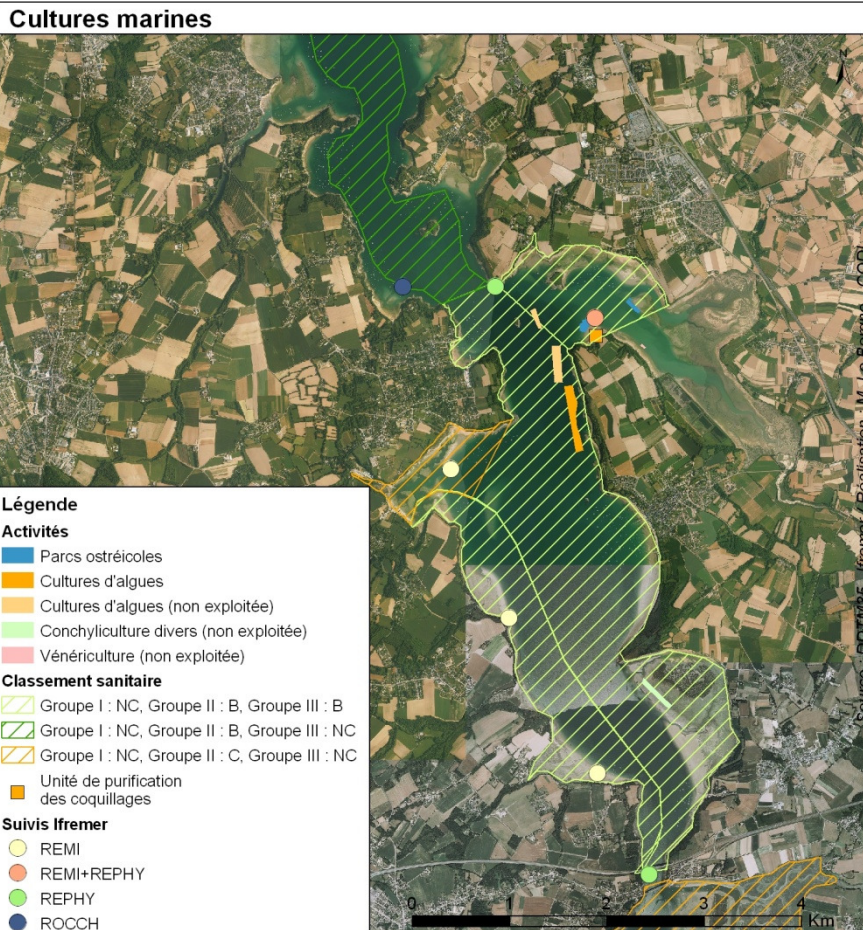 Cultures marines
N
Légende
Activités
Parcs ostréicoles
Cultures d'algues
Cultures d'algues (non exploitée)
Conchyliculture divers (non exploitée)
Vénériculture (non exploitée)
Classement sanitaire
Groupe I : NC, Groupe II : B, Groupe III : B
Groupe I : NC, Groupe II : B, Groupe III : NC
Groupe I : NC, Groupe II : C, Groupe III : NC
Unité de purification
des coquillages
Suivis Ifremer
REMI
REMI+REPHY
REPHY
ROCCH
0 1 2 3 4
Km